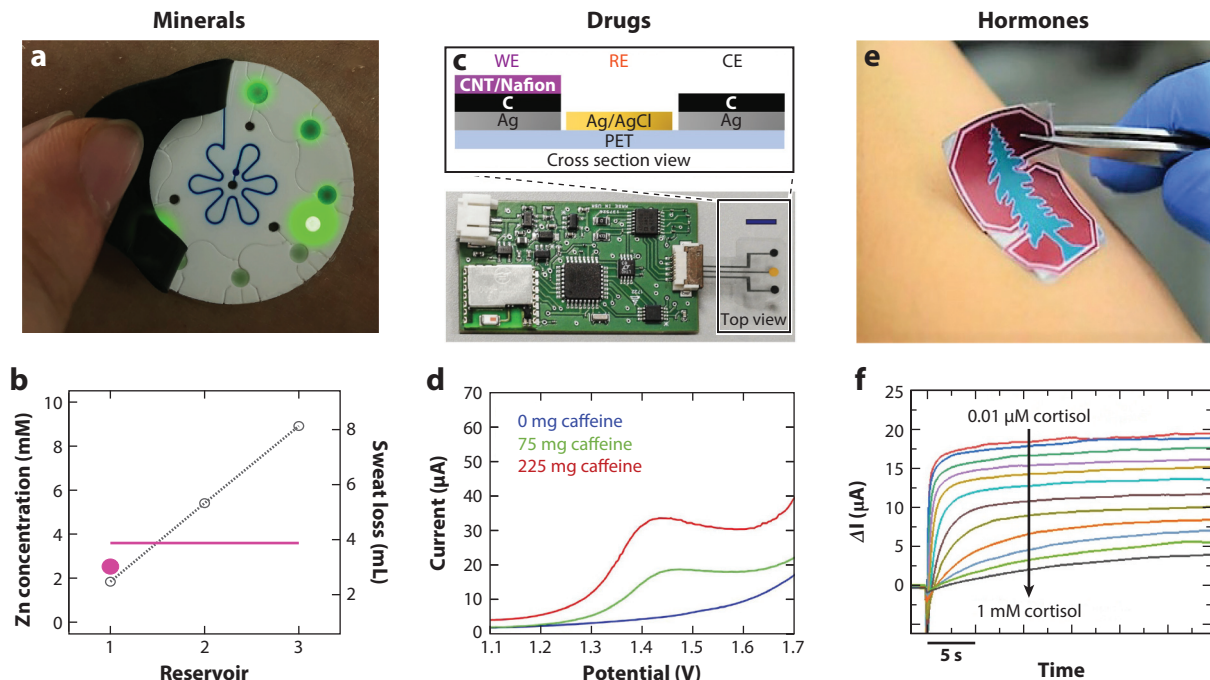 Minerals
Drugs
Hormones
a
c
WE
RE
CE
CNT/Nafion
C
C
Ag
Ag/AgCl
Ag
PET
Cross section view
Top view
e
b
Zn concentration (mM)
10
8
6
4
2
0
1
2
3
Reservoir
8
6
4
2
Sweat loss (mL)
d
Current (µA)
70
60
50
40
30
20
10
0
0 mg caffeine
75 mg caffeine
225 mg caffeine
1.1
1.2
1.3
1.4
1.5
1.6
1.7
Potential (V)
f
ΔI (µA)
25
20
15
10
5
0
0.01 µM cortisol
1 mM cortisol
5 s
Time